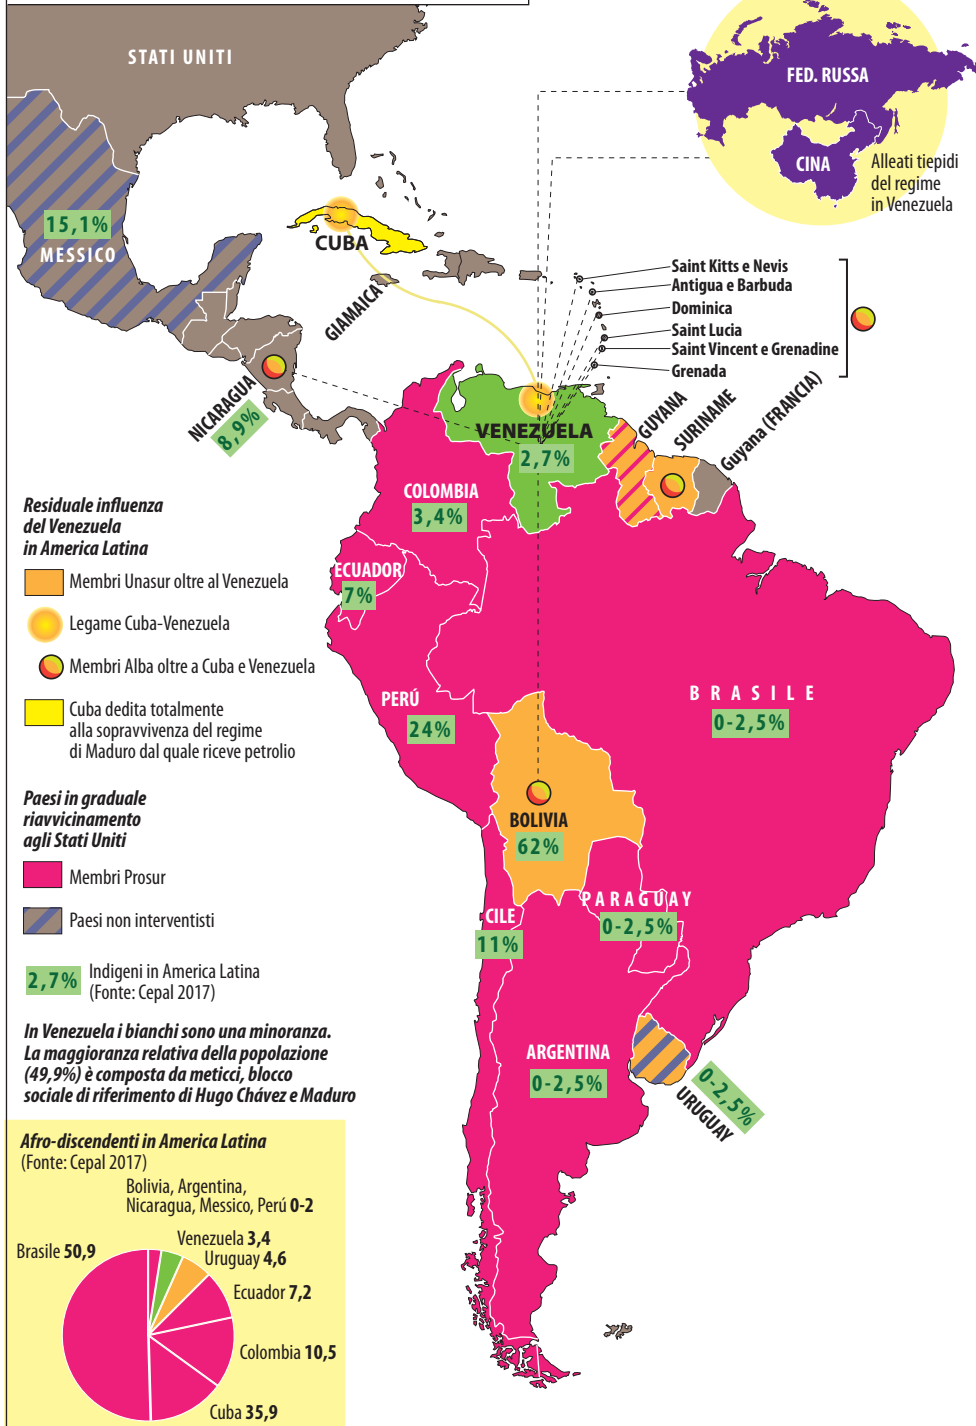 STATI UNITI
FED. RUSSA
CINA
Alleati tiepidi
del regime
in Venezuela
15,1%
MESSICO
CUBA
GIAMAICA
Saint Kitts e Nevis
Antigua e Barbuda
Dominica
Saint Lucia
Saint Vincent e Grenadine
Grenada
NICARAGUA
8,9%
VENEZUELA
2,7%
GUYANA
SURINAME
Guyana (FRANCIA)
COLOMBIA
3,4%
ECUADOR
7%
PERÚ
24%
BRASILE
0-2,5%
BOLIVIA
62%
PARAGUAY
0-2,5%
CILE
11%
ARGENTINA
0-2,5%
0-2,5%
URUGUAY
Residuale influenza
del Venezuela
in America Latina
Membri Unasur oltre al Venezuela
Legame Cuba-Venezuela
Membri Alba oltre a Cuba e Venezuela
Cuba dedita totalmente
alla sopravvivenza del regime
di Maduro dal quale riceve petrolio
Paesi in graduale
riavvicinamento
agli Stati Uniti
Membri Prosur
Paesi non interventisti
2,7% Indigeni in America Latina
(Fonte: Cepal 2017)
In Venezuela i bianchi sono una minoranza.
La maggioranza relativa della popolazione
(49,9%) è composta da meticci, blocco
sociale di riferimento di Hugo Chávez e Maduro
Afro-discendenti in America Latina
(Fonte: Cepal 2017)
Bolivia, Argentina,
Nicaragua, Messico, Perú 0-2
Venezuela 3,4
Uruguay 4,6
Brasile 50,9
Ecuador 7,2
Colombia 10,5
Cuba 35,9